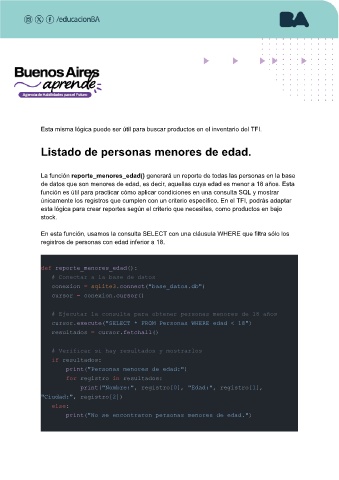 /educacionBA
BA
Buenos Aires
aprende
Agencia de Habilidades para el Futuro
Esta misma lógica puede ser útil para buscar productos en el inventario del TFI.
Listado de personas menores de edad.
La función reporte_menores_edad() generará un reporte de todas las personas en la base
de datos que son menores de edad, es decir, aquellas cuya edad es menor a 18 años. Esta
función es útil para practicar cómo aplicar condiciones en una consulta SQL y mostrar
únicamente los registros que cumplen con un criterio específico. En el TFI, podrás adaptar
esta lógica para crear reportes según el criterio que necesites, como productos en bajo
stock.
En esta función, usamos la consulta SELECT con una cláusula WHERE que filtra sólo los
registros de personas con edad inferior a 18.
def reporte_menores_edad():
# Conectar a la base de datos
conexion = sqlite3.connect("base_datos.db")
cursor = conexion.cursor()
# Ejecutar la consulta para obtener personas menores de 18 años
cursor.execute("SELECT * FROM Personas WHERE edad < 18")
resultados = cursor.fetchall()
# Verificar si hay resultados y mostrarlos
if resultados:
print("Personas menores de edad:")
for registro in resultados:
print("Nombre:", registro[0], "Edad:", registro[1],
"Ciudad:", registro[2])
else:
print("No se encontraron personas menores de edad.")